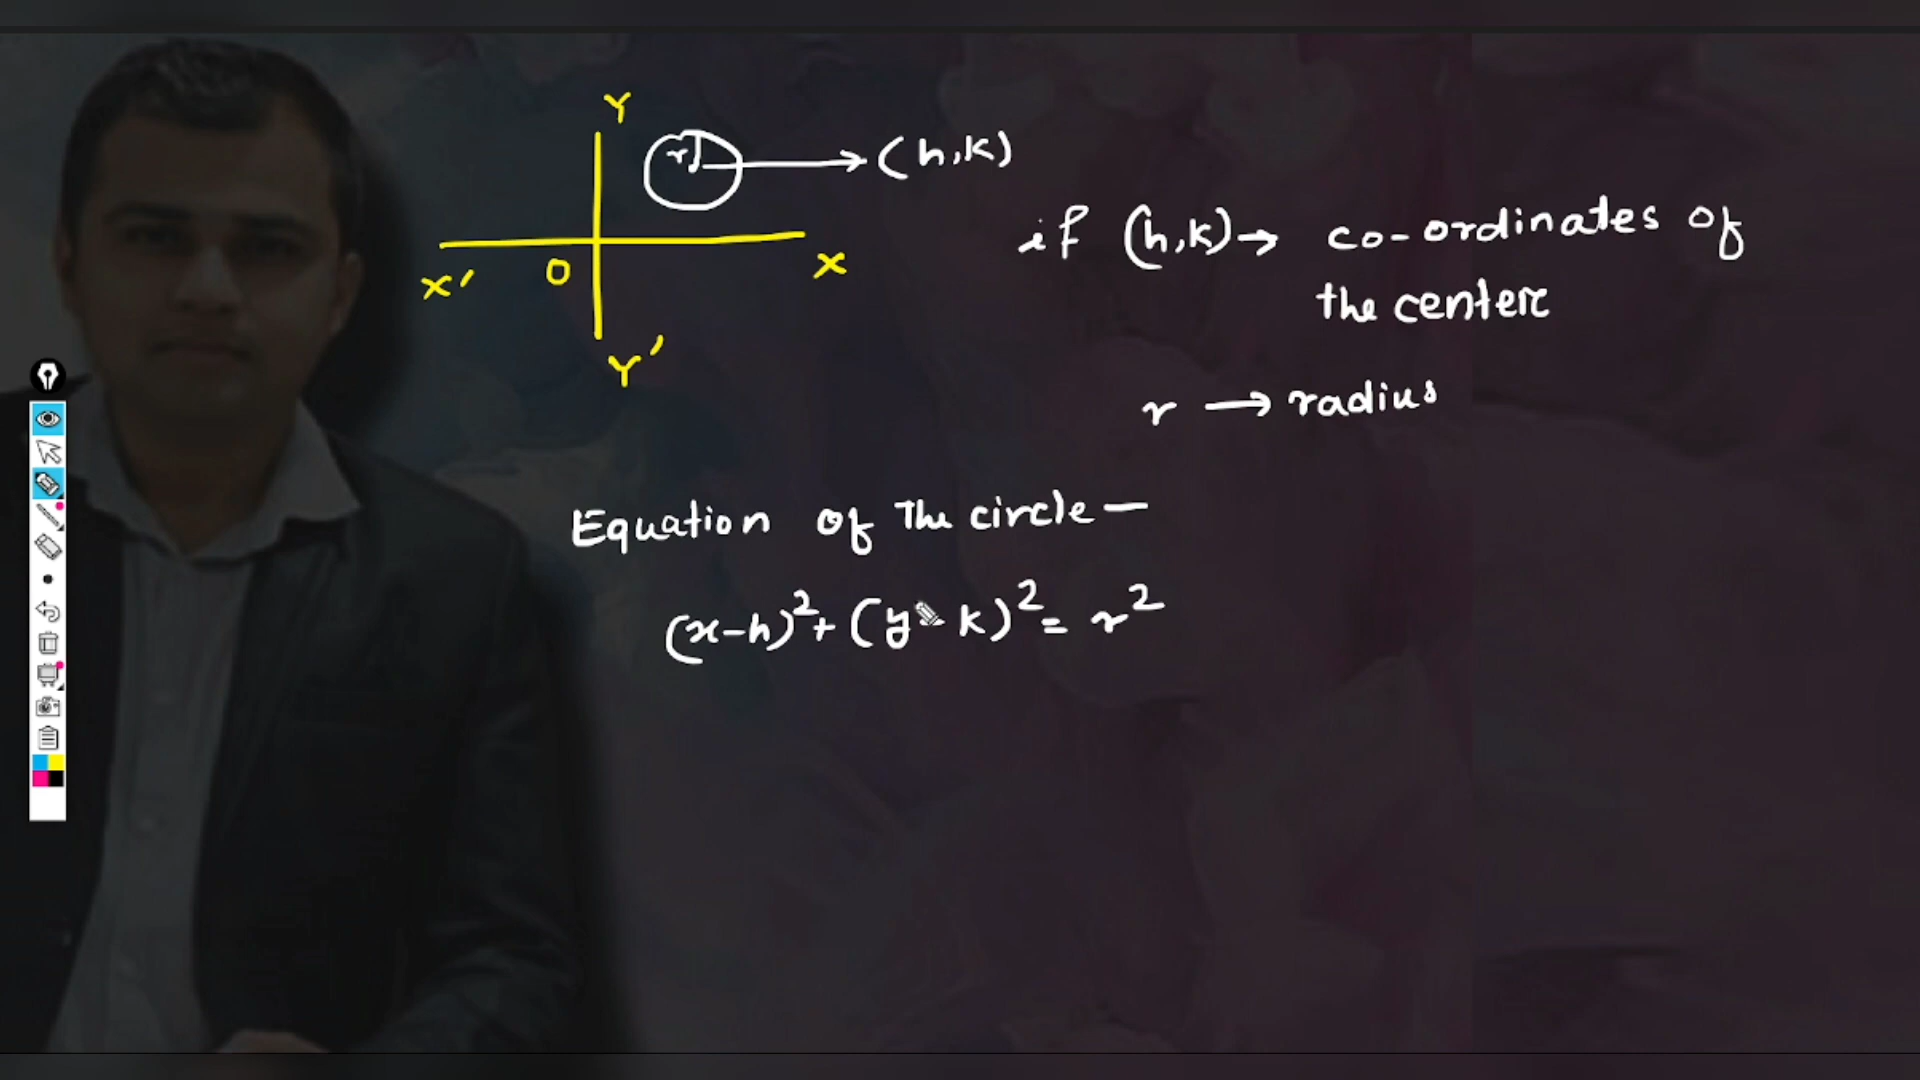 Y
r
(h,k)
X'
O
X
Y'
if (h,k) → co-ordinates of
the center
r → radius
Equation of The circle —
(x-h)²+(y-k)²= r²